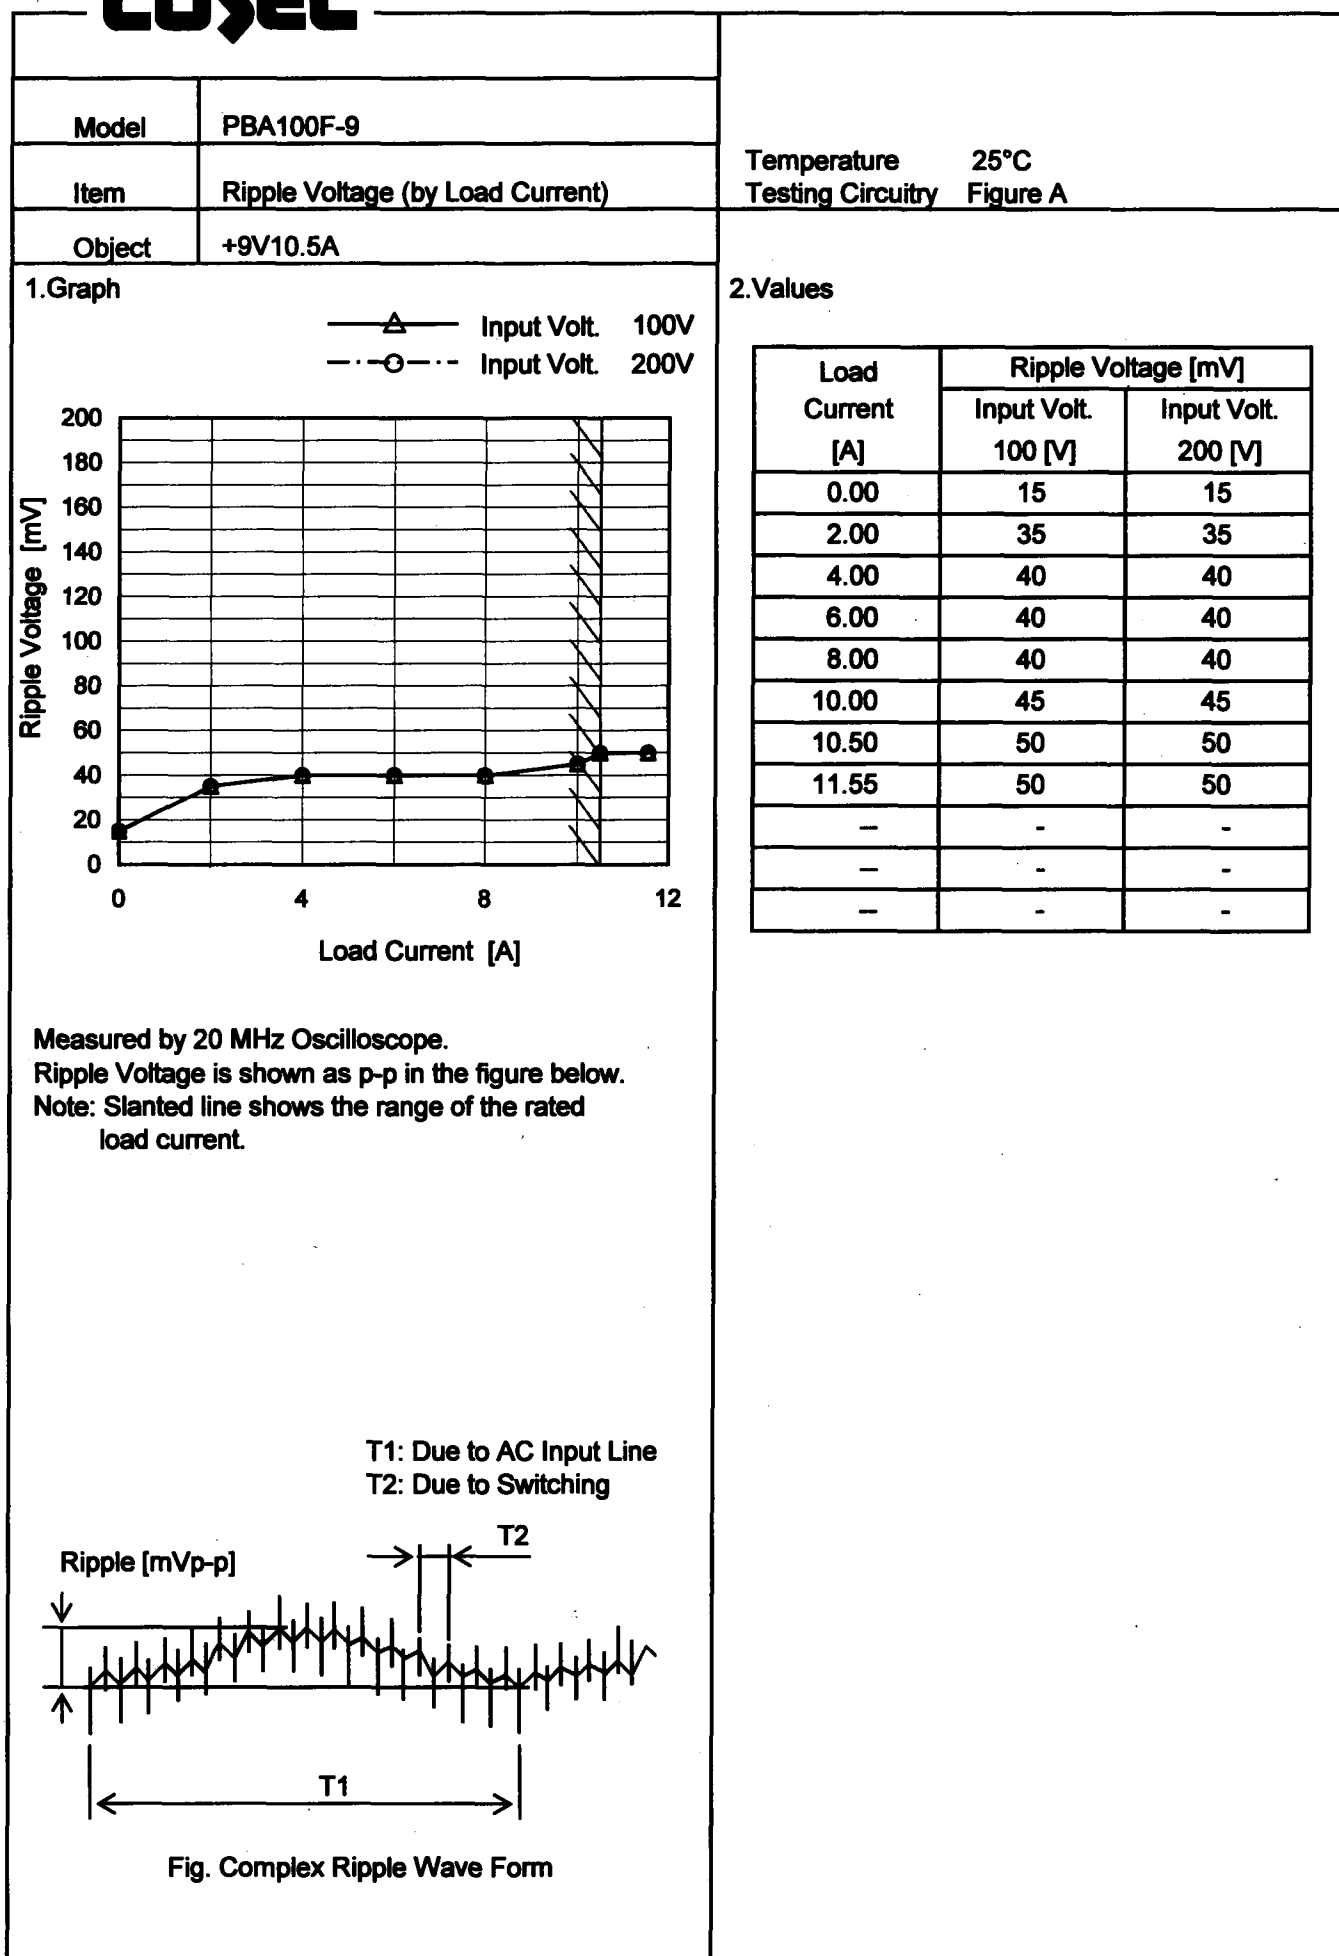 COSEL
Model PBA100F-9
Item Ripple Voltage (by Load Current)
Object +9V10.5A
Temperature 25°C
Testing Circuitry Figure A
1.Graph
Input Volt. 100V
Input Volt. 200V
Ripple Voltage [mV]
200
180
160
140
120
100
80
60
40
20
0
0 4 8 12
Load Current [A]
Measured by 20 MHz Oscilloscope.
Ripple Voltage is shown as p-p in the figure below.
Note: Slanted line shows the range of the rated
load current.
T1: Due to AC Input Line
T2: Due to Switching
T2
Ripple [mVp-p]
T1
Fig. Complex Ripple Wave Form
2.Values
Load Ripple Voltage [mV]
Current Input Volt. Input Volt.
[A] 100 [V] 200 [V]
0.00 15 15
2.00 35 35
4.00 40 40
6.00 40 40
8.00 40 40
10.00 45 45
10.50 50 50
11.55 50 50
– - -
– - -
– - -